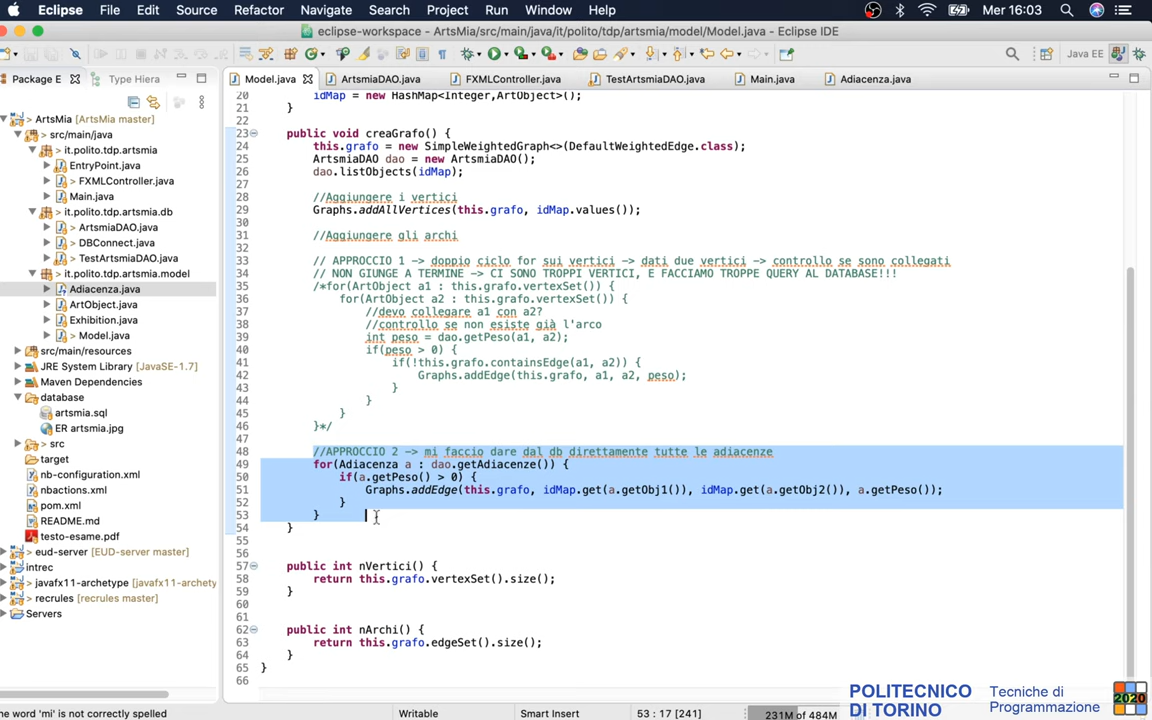 Eclipse File Edit Source Refactor Navigate Search Project Run Window Help Mer 16:03
eclipse-workspace - ArtsMia/src/main/java/it/polito/tdp/artsmia/model/Model.java - Eclipse IDE
Java EE
Package E Type Hiera
Model.java ArtsmiaDAO.java FXMLController.java TestArtsmiaDAO.java Main.java Adiacenza.java
ArtsMia [ArtsMia master]
src/main/java
it.polito.tdp.artsmia
EntryPoint.java
> FXMLController.java
Main.java
> it.polito.tdp.artsmia.db
> ArtsmiaDAO.java
> DBConnect.java
> TestArtsmiaDAO.java
> it.polito.tdp.artsmia.model
Adiacenza.java
ArtObject.java
Exhibition.java
> Model.java
src/main/resources
JRE System Library [JavaSE-1.7]
Maven Dependencies
database
artsmia.sql
ER artsmia.jpg
> src
target
nb-configuration.xml
nbactions.xml
pom.xml
README.md
testo-esame.pdf
> eud-server [EUD-server master]
intrec
> javafx11-archetype [javafx11-archety
> recrules [recrules master]
Servers
20 idMap = new HashMap<Integer,ArtObject>();
21 }
22
23 public void creaGrafo() {
24 this.grafo = new SimpleWeightedGraph<>(DefaultWeightedEdge.class);
25 ArtsmiaDAO dao = new ArtsmiaDAO();
26 dao.listObjects(idMap);
27
28 //Aggiungere i vertici
29 Graphs.addAllVertices(this.grafo, idMap.values());
30
31 //Aggiungere gli archi
32
33 // APPROCCIO 1 -> doppio ciclo for sui vertici -> dati due vertici -> controllo se sono collegati
34 // NON GIUNGE A TERMINE -> CI SONO TROPPI VERTICI, E FACCIAMO TROPPE QUERY AL DATABASE!!!
35 /*for(ArtObject a1 : this.grafo.vertexSet()) {
36 for(ArtObject a2 : this.grafo.vertexSet()) {
37 //devo collegare a1 con a2?
38 //controllo se non esiste già l'arco
39 int peso = dao.getPeso(a1, a2);
40 if(peso > 0) {
41 if(!this.grafo.containsEdge(a1, a2)) {
42 Graphs.addEdge(this.grafo, a1, a2, peso);
43 }
44 }
45 }
46 }*/
47
48 //APPROCCIO 2 -> mi faccio dare dal db direttamente tutte le adiacenze
49 for(Adiacenza a : dao.getAdiacenze()) {
50 if(a.getPeso() > 0) {
51 Graphs.addEdge(this.grafo, idMap.get(a.getObj1()), idMap.get(a.getObj2()), a.getPeso());
52 }
53 }
54 }
55
56
57 public int nVertici() {
58 return this.grafo.vertexSet().size();
59 }
60
61
62 public int nArchi() {
63 return this.grafo.edgeSet().size();
64 }
65 }
66
he word 'mi' is not correctly spelled Writable Smart Insert 53 : 17 [241] 231M of 484M
POLITECNICO
DI TORINO
Tecniche di
Programmazione
2020